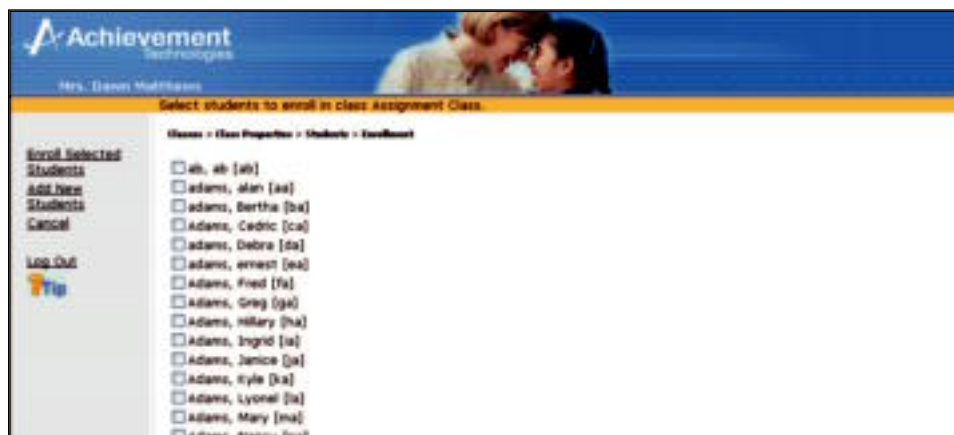 Achievement
Technologies
Mrs. Dawn Matthews
Select students to enroll in class Assignment Class.
Classes > Class Properties > Students > Enrollment
Enroll Selected
Students
Add New
Students
Cancel
Log Out
Tip
ab, ab [ab]
adams, alan [aa]
adams, Bertha [ba]
Adams, Cedric [ca]
adams, Debra [da]
adams, ernest [ea]
Adams, Fred [fa]
Adams, Greg [ga]
Adams, Hillary [ha]
Adams, Ingrid [ia]
Adams, Janice [ja]
Adams, Kyle [ka]
Adams, Lyonel [la]
Adams, Mary [ma]